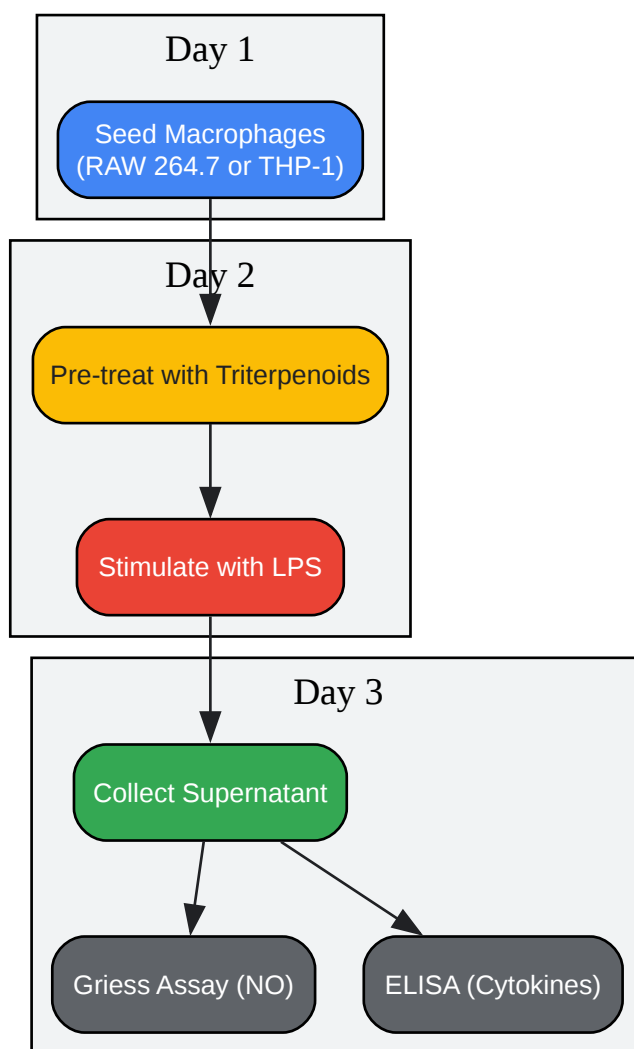 Day 1
Seed Macrophages
(RAW 264.7 or THP-1)
Day 2
Pre-treat with Triterpenoids
Stimulate with LPS
Day 3
Collect Supernatant
Griess Assay (NO)
ELISA (Cytokines)